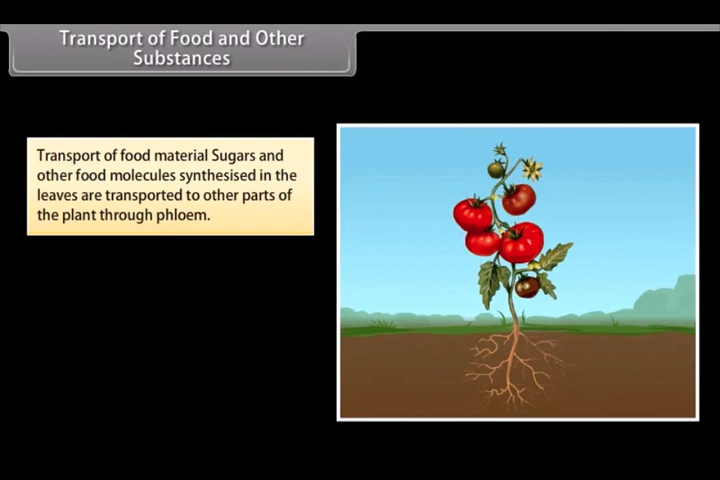 Transport of Food and Other
Substances
Transport of food material Sugars and
other food molecules synthesised in the
leaves are transported to other parts of
the plant through phloem.